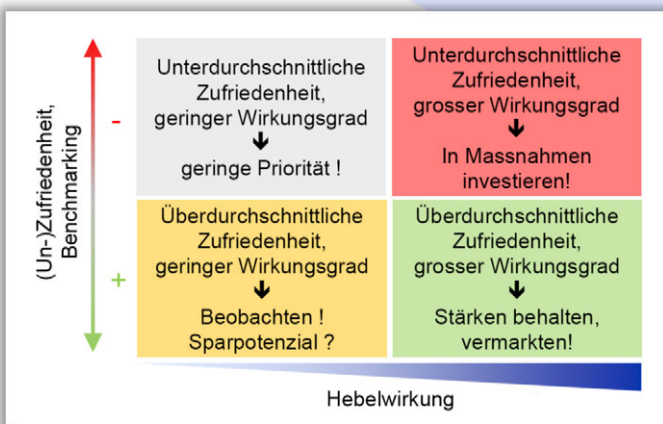 (Un-)Zufriedenheit,
Benchmarking
-
+
Unterdurchschnittliche
Zufriedenheit,
geringer Wirkungsgrad
🡻
geringe Priorität !
Unterdurchschnittliche
Zufriedenheit,
grosser Wirkungsgrad
🡻
In Massnahmen
investieren!
Überdurchschnittliche
Zufriedenheit,
geringer Wirkungsgrad
🡻
Beobachten !
Sparpotenzial ?
Überdurchschnittliche
Zufriedenheit,
grosser Wirkungsgrad
🡻
Stärken behalten,
vermarkten!
Hebelwirkung